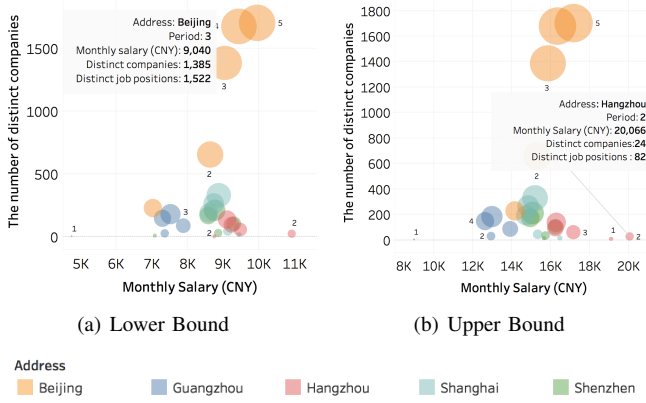 The number of distinct companies
1500
1000
500
0
5K
6K
7K
8K
9K
10K
11K
Monthly Salary (CNY)
Address: Beijing
Period: 3
Monthly salary (CNY): 9,040
Distinct companies: 1,385
Distinct job positions: 1,522
4
5
3
2
3
1
2
2
(a) Lower Bound
The number of distinct companies
1800
1600
1400
1200
1000
800
600
400
200
0
8K
10K
12K
14K
16K
18K
20K
Monthly Salary (CNY)
5
3
Address: Hangzhou
Period: 2
Monthly Salary (CNY): 20,066
Distinct companies:24
Distinct job positions : 82
2
4
1
2
3
1
2
(b) Upper Bound
Address
Beijing
Guangzhou
Hangzhou
Shanghai
Shenzhen